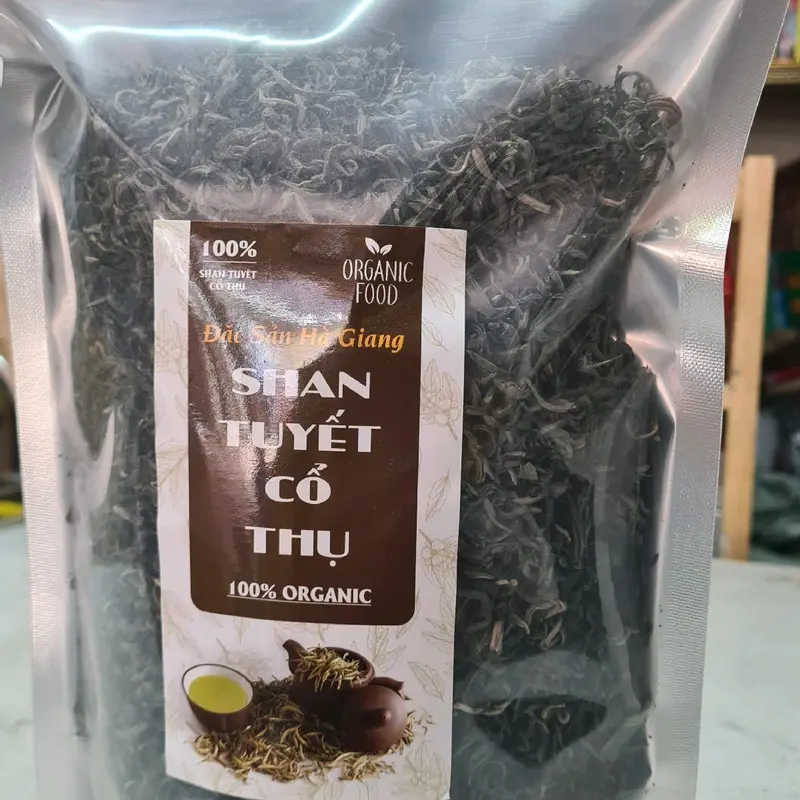 100%
SHAN TUYẾT
CỔ THỤ
ORGANIC
FOOD
Đặc Sản Hà Giang
SHAN
TUYẾT
CỔ
THỤ
100% ORGANIC